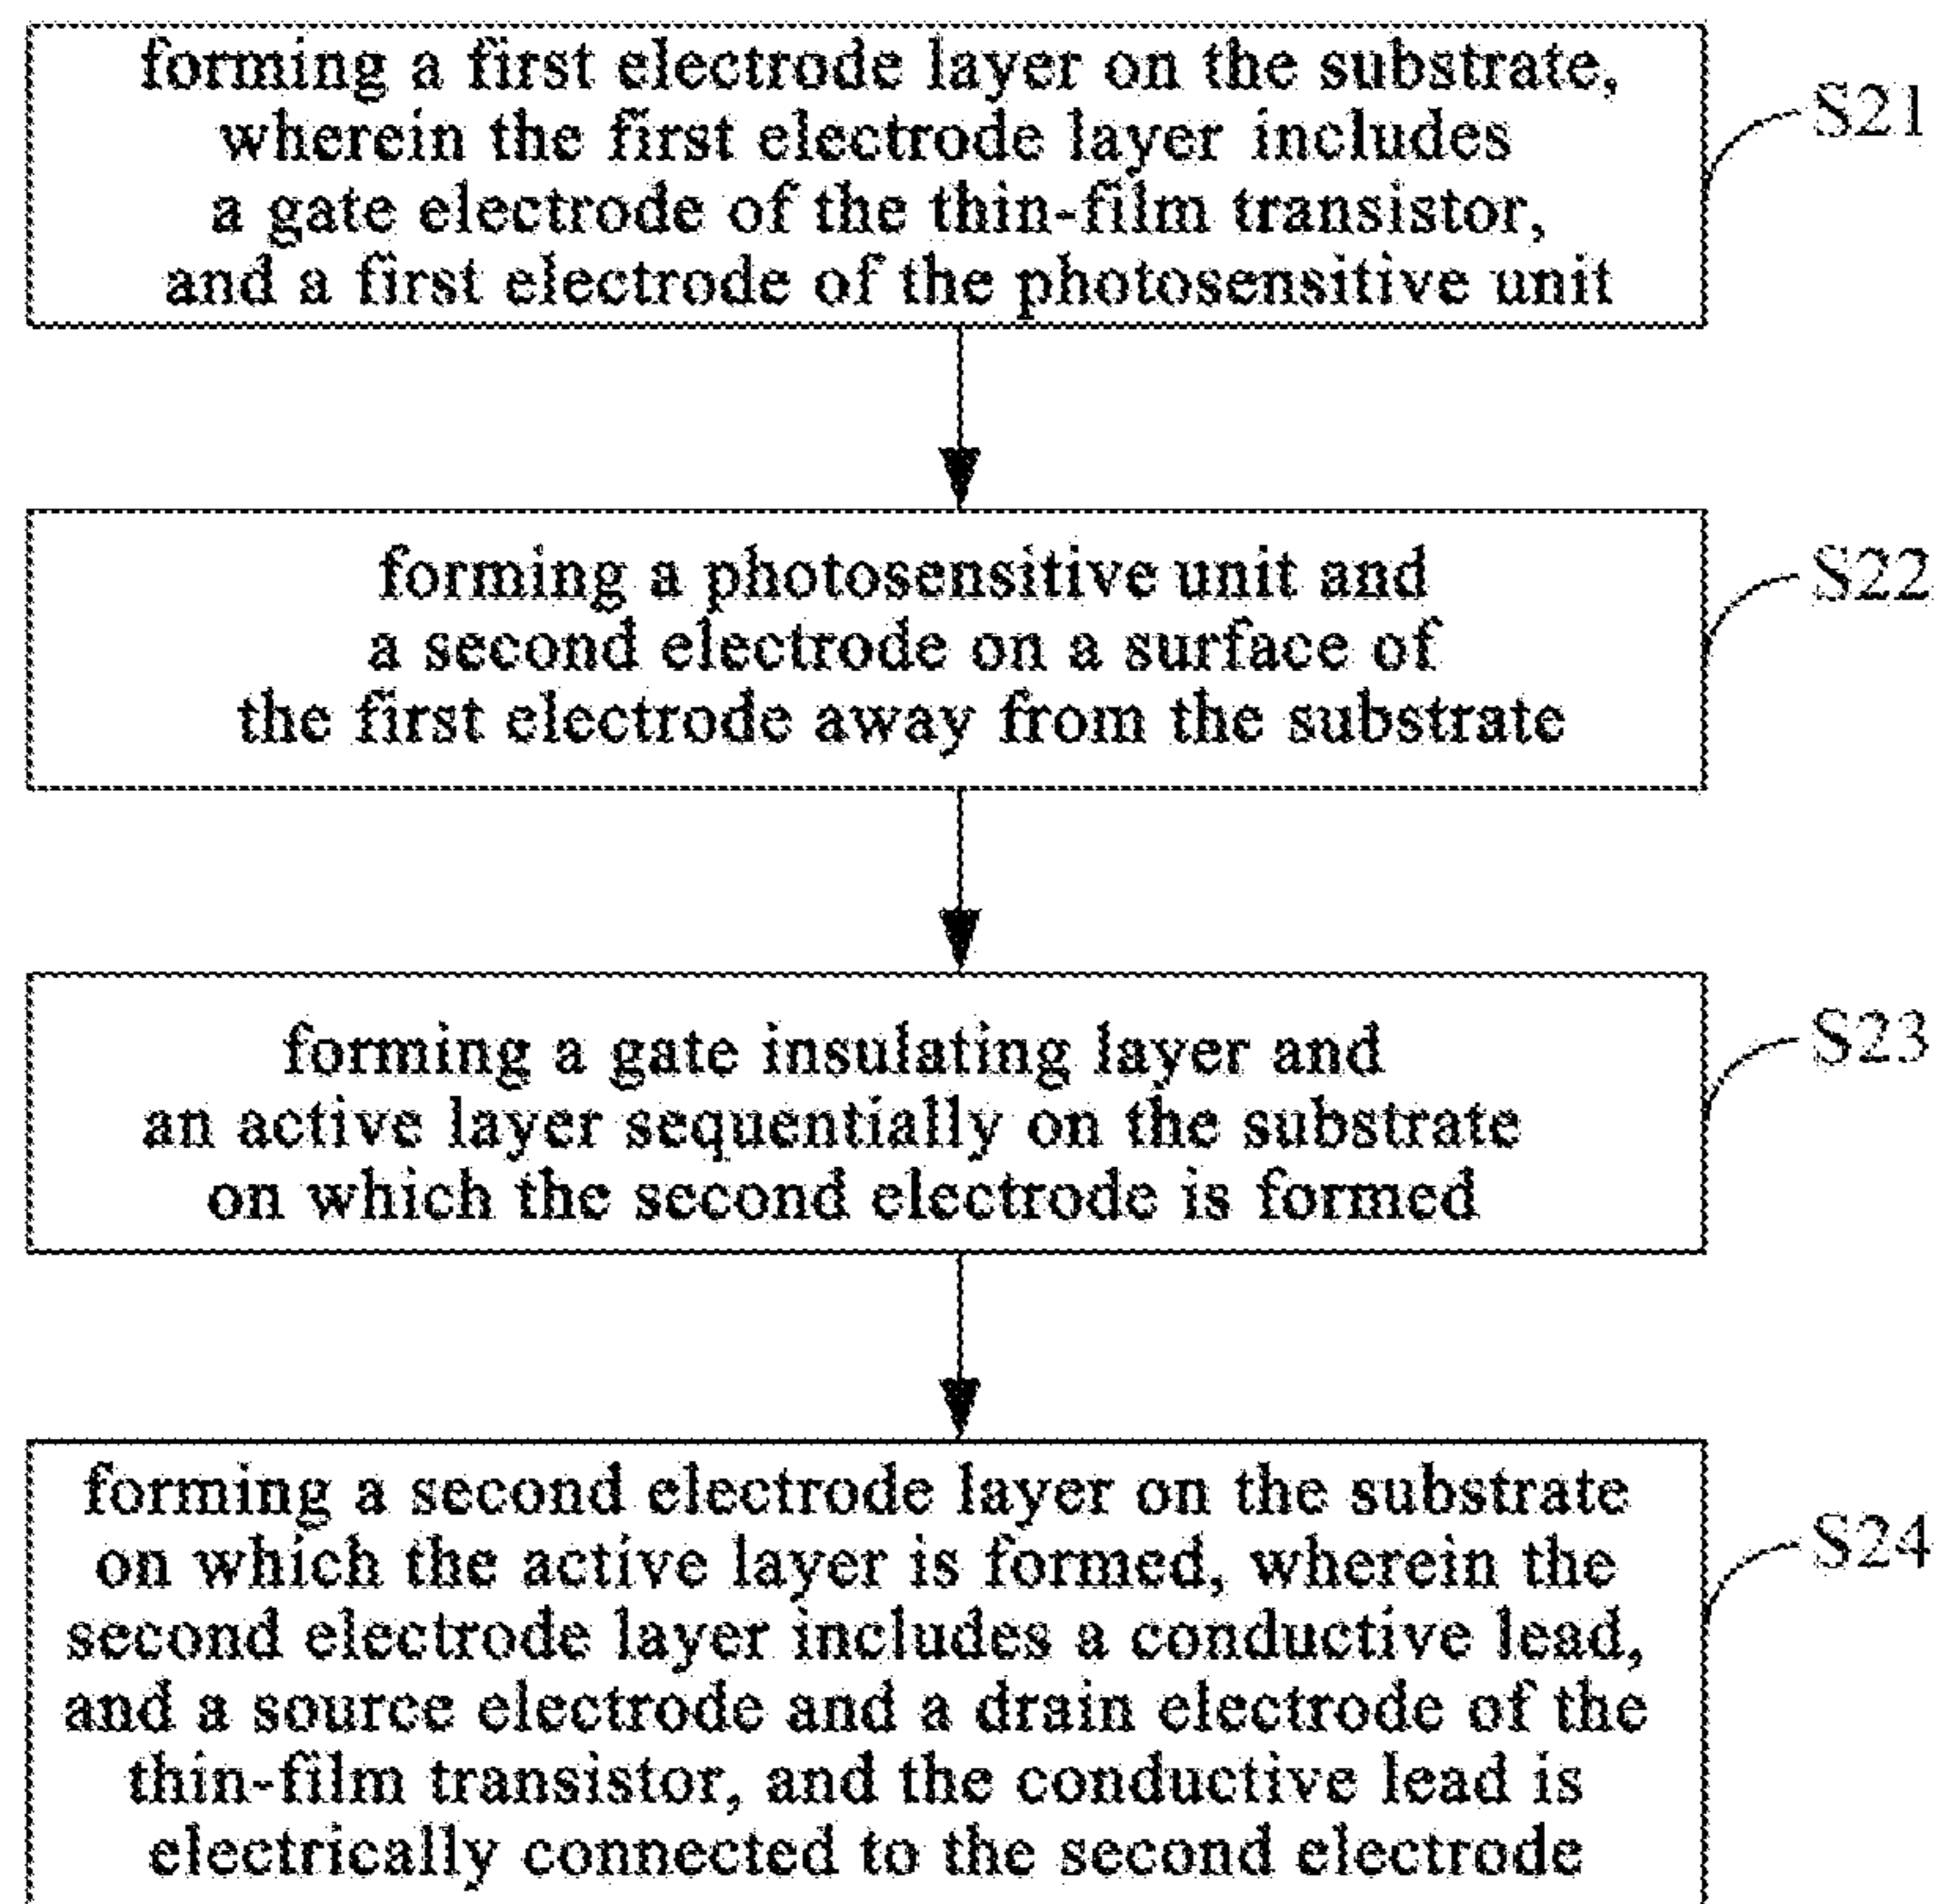 forming a first electrode layer on the substrate,
wherein the first electrode layer includes
a gate electrode of the thin-film transistor,
and a first electrode of the photosensitive unit
S21
forming a photosensitive unit and
a second electrode on a surface of
the first electrode away from the substrate
S22
forming a gate insulating layer and
an active layer sequentially on the substrate
on which the second electrode is formed
S23
forming a second electrode layer on the substrate
on which the active layer is formed, wherein the
second electrode layer includes a conductive lead,
and a source electrode and a drain electrode of the
thin-film transistor, and the conductive lead is
electrically connected to the second electrode
S24